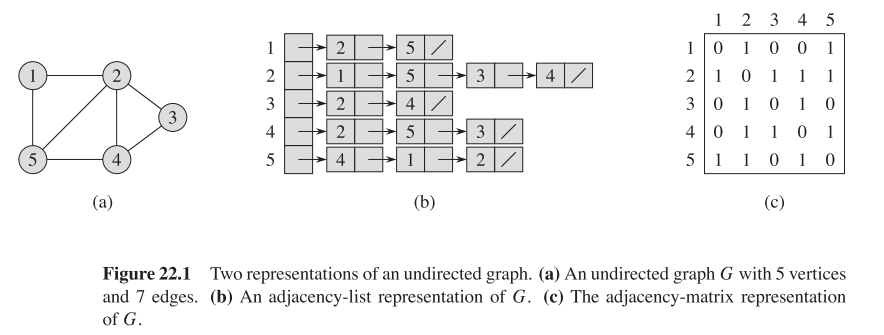 1 2 3 4 5
1 2 5 /
2 1 5 3 4 /
3 2 4 /
4 2 5 3 /
5 4 1 2 /
1 2 3 4 5
1 0 1 0 0 1
2 1 0 1 1 1
3 0 1 0 1 0
4 0 1 1 0 1
5 1 1 0 1 0
(a) (b) (c)
Figure 22.1 Two representations of an undirected graph. (a) An undirected graph G with 5 vertices
and 7 edges. (b) An adjacency-list representation of G. (c) The adjacency-matrix representation
of G.